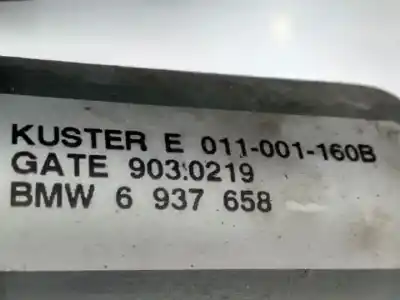 KUSTER E 011-001-160B
GATE 903.0219
BMW 6 937 658